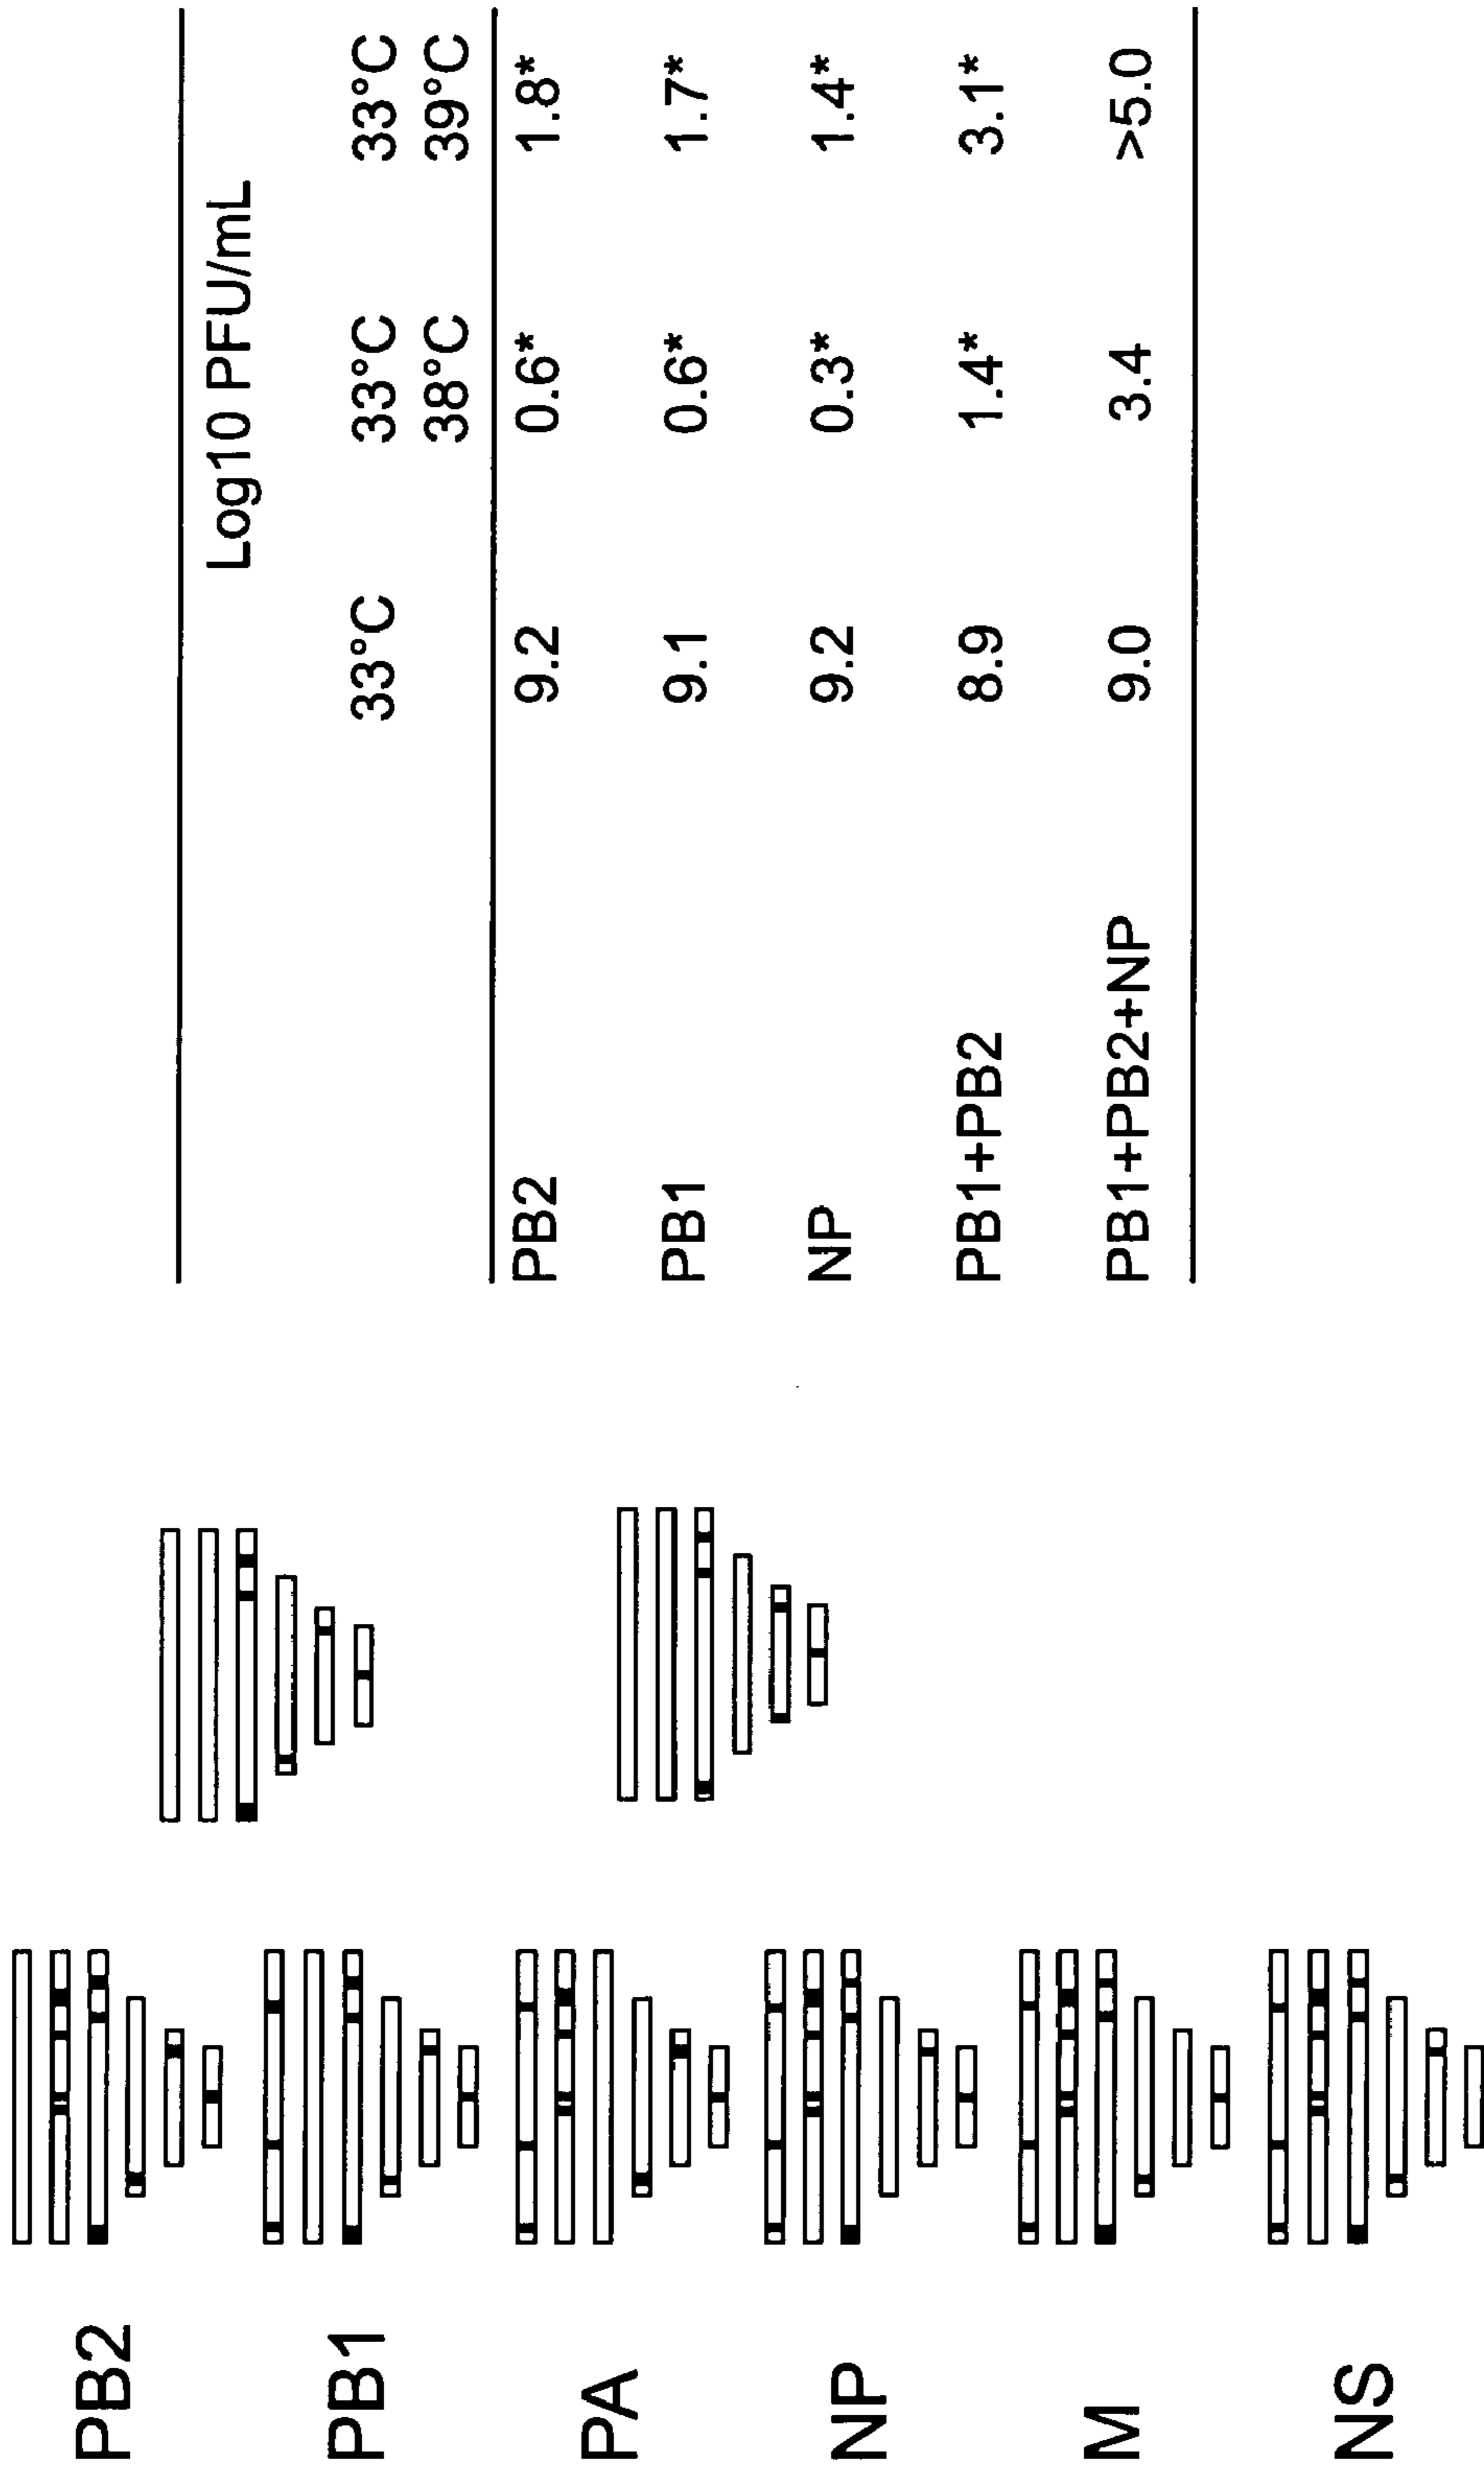 PB2
PB1
PA
NP
M
NS
Log10 PFU/mL
33°C 33°C 33°C
38°C 39°C
PB2 9.2 0.6* 1.8*
PB1 9.1 0.6* 1.7*
NP 9.2 0.3* 1.4*
PB1+PB2 8.9 1.4* 3.1*
PB1+PB2+NP 9.0 3.4 >5.0